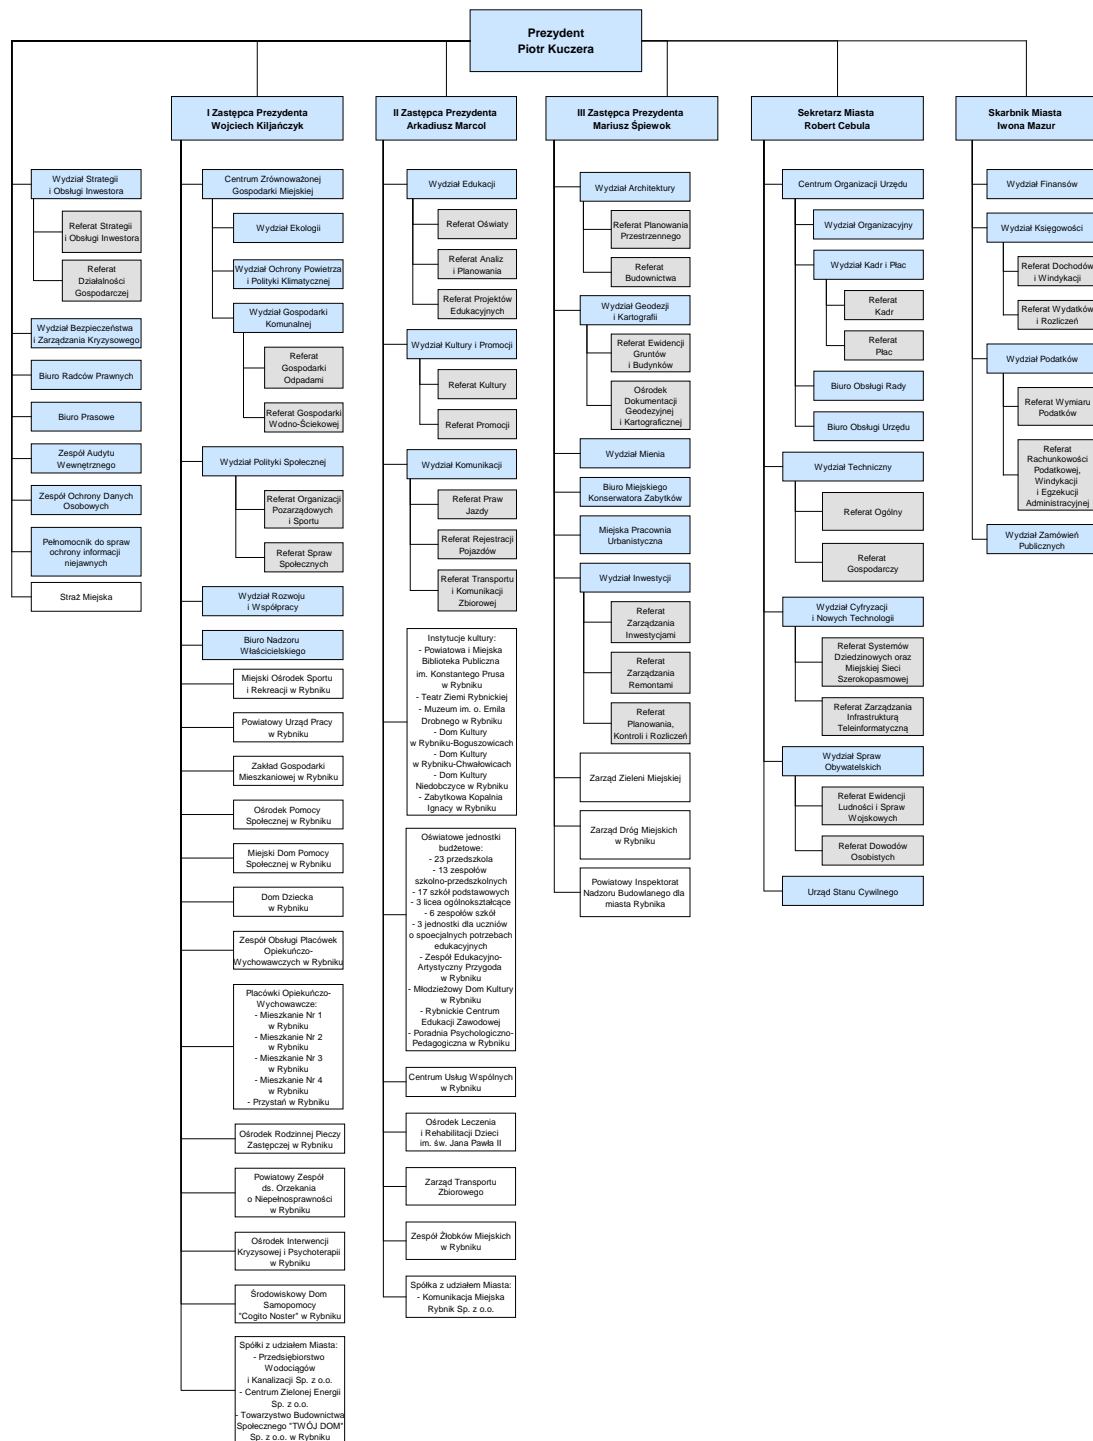 Prezydent
Piotr Kuczera
I Zastępca Prezydenta
Wojciech Kiljańczyk
II Zastępca Prezydenta
Arkadiusz Marcol
III Zastępca Prezydenta
Mariusz Śpiewok
Sekretarz Miasta
Robert Cebula
Skarbnik Miasta
Iwona Mazur
Wydział Strategii
i Obsługi Inwestora
Referat Strategii
i Obsługi Inwestora
Referat
Działalności
Gospodarczej
Wydział Bezpieczeństwa
i Zarządzania Kryzysowego
Biuro Radców Prawnych
Biuro Prasowe
Zespół Audytu
Wewnętrznego
Zespół Ochrony Danych
Osobowych
Pełnomocnik do spraw
ochrony informacji
niejawnych
Straż Miejska
Centrum Zrównoważonej
Gospodarki Miejskiej
Wydział Ekologii
Wydział Ochrony Powietrza
i Polityki Klimatycznej
Wydział Gospodarki
Komunalnej
Referat
Gospodarki
Odpadami
Referat Gospodarki
Wodno-Ściekowej
Wydział Polityki Społecznej
Referat Organizacji
Pozarządowych
i Sportu
Referat Spraw
Społecznych
Wydział Rozwoju
i Współpracy
Biuro Nadzoru
Właścicielskiego
Miejski Ośrodek Sportu
i Rekreacji w Rybniku
Powiatowy Urząd Pracy
w Rybniku
Zakład Gospodarki
Mieszkaniowej w Rybniku
Ośrodek Pomocy
Społecznej w Rybniku
Miejski Dom Pomocy
Społecznej w Rybniku
Dom Dziecka
w Rybniku
Zespół Obsługi Placówek
Opiekuńczo-
Wychowawczych w Rybniku
Placówki Opiekuńczo-
Wychowawcze:
- Mieszkanie Nr 1
w Rybniku
- Mieszkanie Nr 2
w Rybniku
- Mieszkanie Nr 3
w Rybniku
- Mieszkanie Nr 4
w Rybniku
- Przystań w Rybniku
Ośrodek Rodzinnej Pieczy
Zastępczej w Rybniku
Powiatowy Zespół
ds. Orzekania
o Niepełnosprawności
w Rybniku
Ośrodek Interwencji
Kryzysowej i Psychoterapii
w Rybniku
Środowiskowy Dom
Samopomocy
"Cogito Noster" w Rybniku
Spółki z udziałem Miasta:
- Przedsiębiorstwo
Wodociągów
i Kanalizacji Sp. z o.o.
- Centrum Zielonej Energii
Sp. z o.o.
- Towarzystwo Budownictwa
Społecznego "TWÓJ DOM"
Sp. z o.o. w Rybniku
Wydział Edukacji
Referat Oświaty
Referat Analiz
i Planowania
Referat Projektów
Edukacyjnych
Wydział Kultury i Promocji
Referat Kultury
Referat Promocji
Wydział Komunikacji
Referat Praw
Jazdy
Referat Rejestracji
Pojazdów
Referat Transportu
i Komunikacji
Zbiorowej
Instytucje kultury:
- Powiatowa i Miejska
Biblioteka Publiczna
im. Konstantego Prusa
w Rybniku
- Teatr Ziemi Rybnickiej
- Muzeum im. o. Emila
Drobnego w Rybniku
- Dom Kultury
w Rybniku-Boguszowicach
- Dom Kultury
w Rybniku-Chwałowicach
- Dom Kultury
Niedobczyce w Rybniku
- Zabytkowa Kopalnia
Ignacy w Rybniku
Oświatowe jednostki
budżetowe:
- 23 przedszkola
- 13 zespołów
szkolno-przedszkolnych
- 17 szkół podstawowych
- 3 licea ogólnokształcące
- 6 zespołów szkół
- 3 jednostki dla uczniów
o spoecjalnych potrzebach
edukacyjnych
- Zespół Edukacyjno-
Artystyczny Przygoda
w Rybniku
- Młodzieżowy Dom Kultury
w Rybniku
- Rybnickie Centrum
Edukacji Zawodowej
- Poradnia Psychologiczno-
Pedagogiczna w Rybniku
Centrum Usług Wspólnych
w Rybniku
Ośrodek Leczenia
i Rehabilitacji Dzieci
im. św. Jana Pawła II
Zarząd Transportu
Zbiorowego
Zespół Żłobków Miejskich
w Rybniku
Spółka z udziałem Miasta:
- Komunikacja Miejska
Rybnik Sp. z o.o.
Wydział Architektury
Referat Planowania
Przestrzennego
Referat
Budownictwa
Wydział Geodezji
i Kartografii
Referat Ewidencji
Gruntów
i Budynków
Ośrodek
Dokumentacji
Geodezyjnej
i Kartograficznej
Wydział Mienia
Biuro Miejskiego
Konserwatora Zabytków
Miejska Pracownia
Urbanistyczna
Wydział Inwestycji
Referat
Zarządzania
Inwestycjami
Referat
Zarządzania
Remontami
Referat
Planowania,
Kontroli i Rozliczeń
Zarząd Zieleni Miejskiej
Zarząd Dróg Miejskich
w Rybniku
Powiatowy Inspektorat
Nadzoru Budowlanego dla
miasta Rybnika
Centrum Organizacji Urzędu
Wydział Organizacyjny
Wydział Kadr i Płac
Referat
Kadr
Referat
Płac
Biuro Obsługi Rady
Biuro Obsługi Urzędu
Wydział Techniczny
Referat Ogólny
Referat
Gospodarczy
Wydział Cyfryzacji
i Nowych Technologii
Referat Systemów
Dziedzinowych oraz
Miejskiej Sieci
Szerokopasmowej
Referat Zarządzania
Infrastrukturą
Teleinformatyczną
Wydział Spraw
Obywatelskich
Referat Ewidencji
Ludności i Spraw
Wojskowych
Referat Dowodów
Osobistych
Urząd Stanu Cywilnego
Wydział Finansów
Wydział Księgowości
Referat Dochodów
i Windykacji
Referat Wydatków
i Rozliczeń
Wydział Podatków
Referat Wymiaru
Podatków
Referat
Rachunkowości
Podatkowej,
Windykacji
i Egzekucji
Administracyjnej
Wydział Zamówień
Publicznych